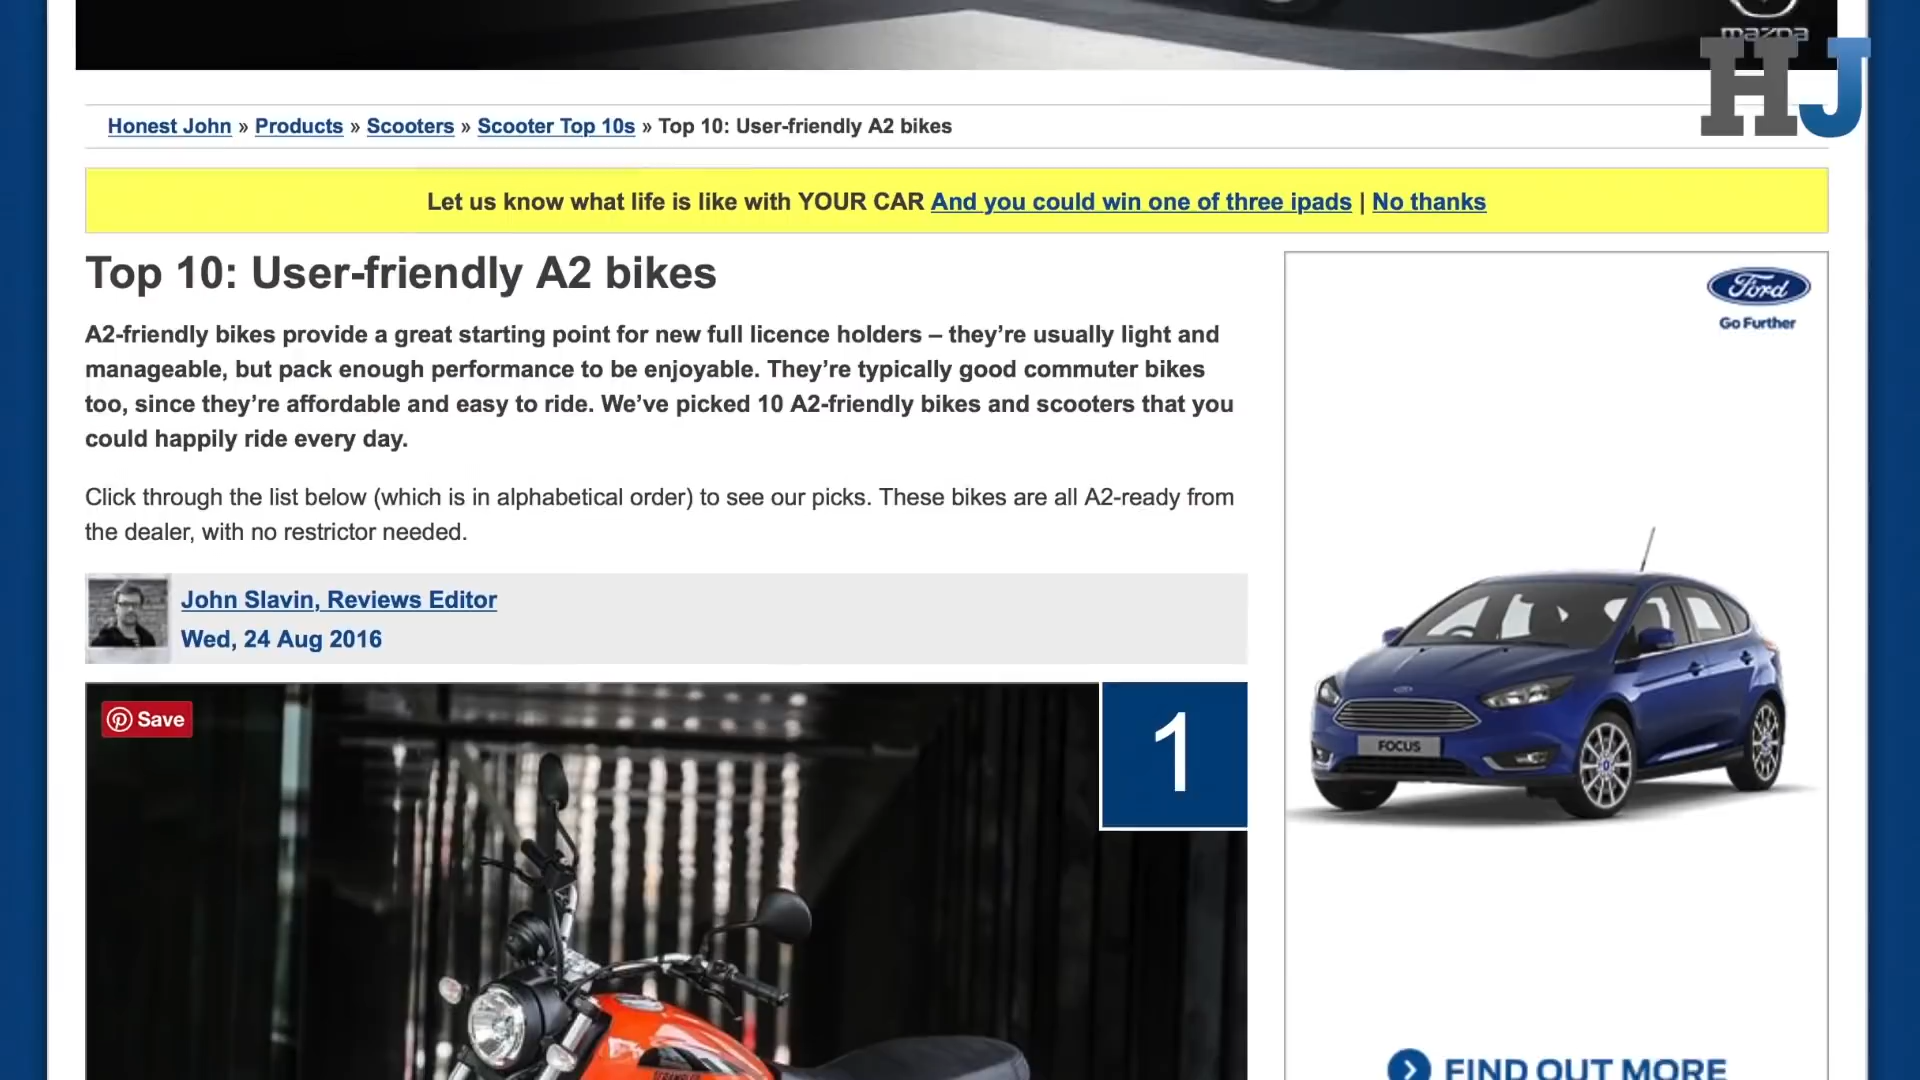 mazda
HJ
Honest John » Products » Scooters » Scooter Top 10s » Top 10: User-friendly A2 bikes
Let us know what life is like with YOUR CAR And you could win one of three ipads | No thanks
Top 10: User-friendly A2 bikes
A2-friendly bikes provide a great starting point for new full licence holders – they’re usually light and
manageable, but pack enough performance to be enjoyable. They’re typically good commuter bikes
too, since they’re affordable and easy to ride. We’ve picked 10 A2-friendly bikes and scooters that you
could happily ride every day.
Click through the list below (which is in alphabetical order) to see our picks. These bikes are all A2-ready from
the dealer, with no restrictor needed.
John Slavin, Reviews Editor
Wed, 24 Aug 2016
Save
1
SCRAMBLER
Ford
Go Further
FOCUS
FIND OUT MORE